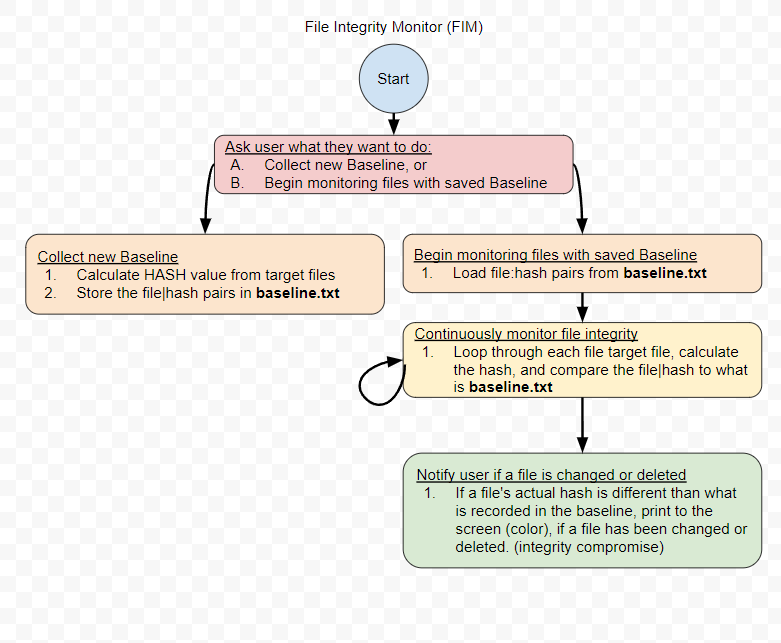 File Integrity Monitor (FIM)
Start
Ask user what they want to do:
A. Collect new Baseline, or
B. Begin monitoring files with saved Baseline
Collect new Baseline
1. Calculate HASH value from target files
2. Store the file|hash pairs in baseline.txt
Begin monitoring files with saved Baseline
1. Load file:hash pairs from baseline.txt
Continuously monitor file integrity
1. Loop through each file target file, calculate
the hash, and compare the file|hash to what
is baseline.txt
Notify user if a file is changed or deleted
1. If a file's actual hash is different than what
is recorded in the baseline, print to the
screen (color), if a file has been changed or
deleted. (integrity compromise)